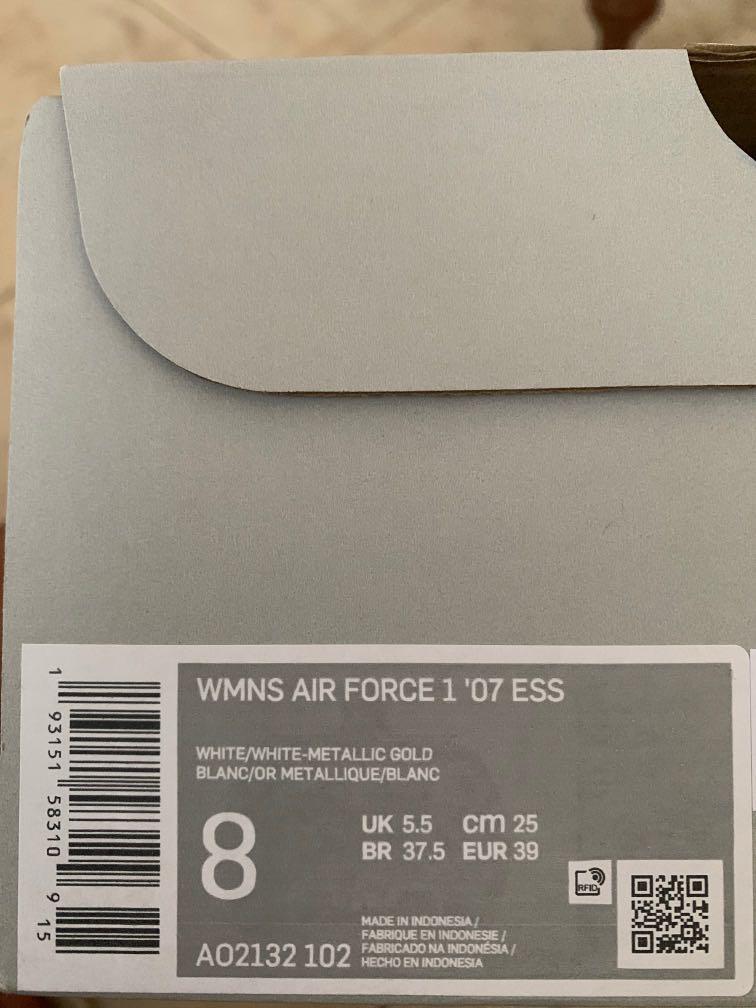 WMNS AIR FORCE 1 '07 ESS
WHITE/WHITE-METALLIC GOLD
BLANC/OR METALLIQUE/BLANC
8
UK 5.5 cm 25
BR 37.5 EUR 39
RFID
MADE IN INDONESIA /
FABRIQUE EN INDONESIE /
FABRICADO NA INDONÉSIA /
HECHO EN INDONESIA
AO2132 102
1 93151 58310 9 15